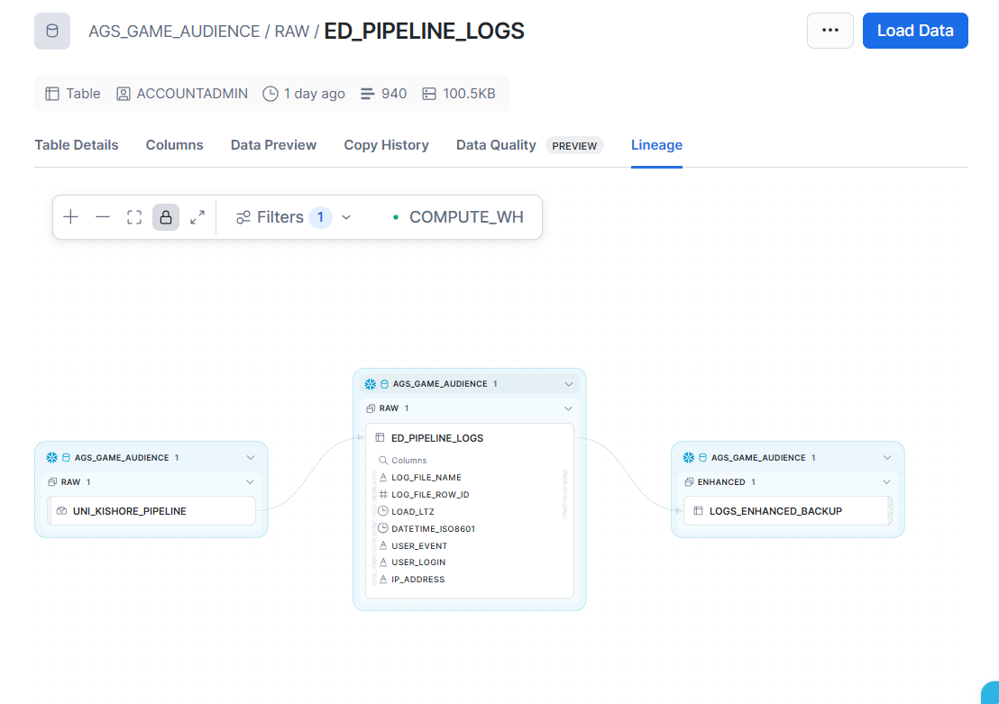 AGS_GAME_AUDIENCE / RAW / ED_PIPELINE_LOGS
Load Data
Table ACCOUNTADMIN 1 day ago 940 100.5KB
Table Details Columns Data Preview Copy History Data Quality PREVIEW Lineage
Filters 1 COMPUTE_WH
AGS_GAME_AUDIENCE 1
RAW 1
UNI_KISHORE_PIPELINE
AGS_GAME_AUDIENCE 1
RAW 1
ED_PIPELINE_LOGS
Columns
LOG_FILE_NAME
LOG_FILE_ROW_ID
LOAD_LTZ
DATETIME_ISO8601
USER_EVENT
USER_LOGIN
IP_ADDRESS
AGS_GAME_AUDIENCE 1
ENHANCED 1
LOGS_ENHANCED_BACKUP